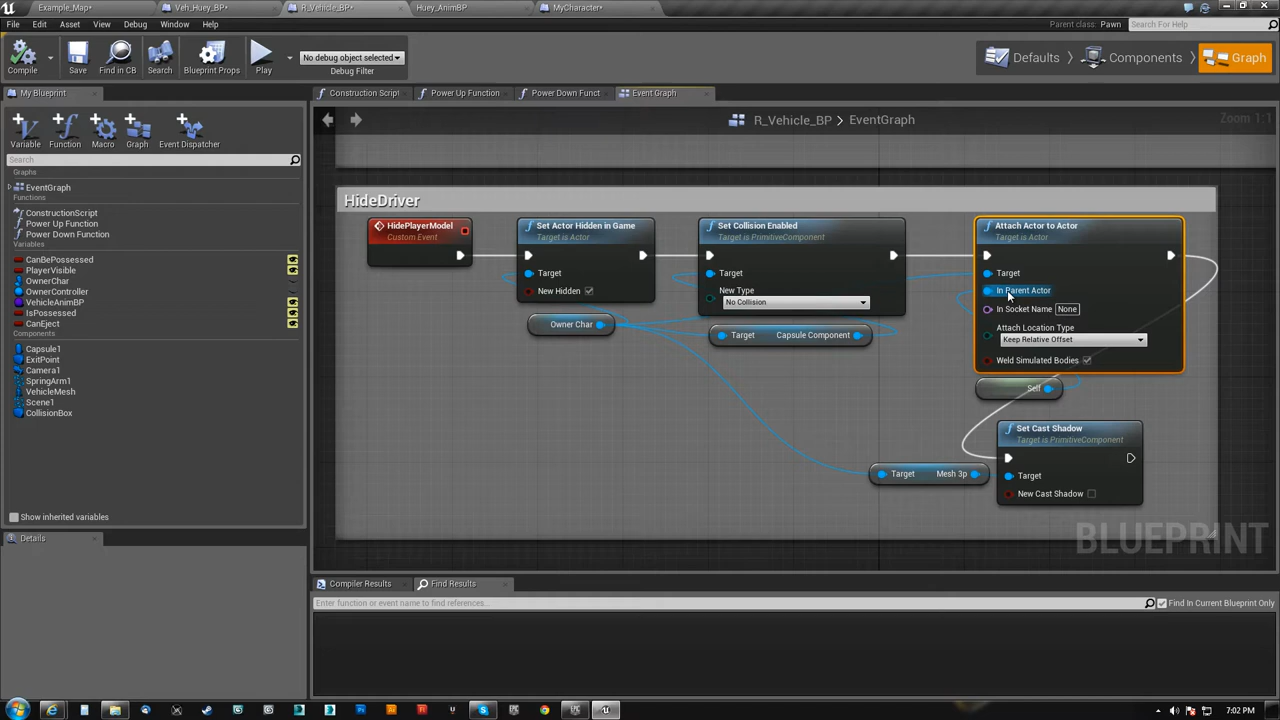 Example_Map*
Veh_Huey_BP*
R_Vehicle_BP*
Huey_AnimBP
MyCharacter*
File Edit Asset View Debug Window Help
Parent class: Pawn
Search For Help
Compile
Save
Find in CB
Search
Blueprint Props
Play
No debug object selected
Debug Filter
Defaults
Components
Graph
My Blueprint
Construction Script
Power Up Function
Power Down Funct
Event Graph
Variable
Function
Macro
Graph
Event Dispatcher
R_Vehicle_BP > EventGraph
Zoom 1:1
Search
Graphs
EventGraph
Functions
ConstructionScript
Power Up Function
Power Down Function
Variables
CanBePossessed
PlayerVisible
OwnerChar
OwnerController
VehicleAnimBP
IsPossessed
CanEject
Components
Capsule1
ExitPoint
Camera1
SpringArm1
VehicleMesh
Scene1
CollisionBox
Show inherited variables
Details
HideDriver
HidePlayerModel
Custom Event
Set Actor Hidden in Game
Target is Actor
Target
New Hidden
Owner Char
Set Collision Enabled
Target is PrimitiveComponent
Target
New Type
No Collision
Target Capsule Component
Attach Actor to Actor
Target is Actor
Target
In Parent Actor
In Socket Name None
Attach Location Type
Keep Relative Offset
Weld Simulated Bodies
Self
Set Cast Shadow
Target is PrimitiveComponent
Target
New Cast Shadow
Target Mesh 3p
BLUEPRINT
Compiler Results
Find Results
Enter function or event name to find references...
Find In Current Blueprint Only
7:02 PM